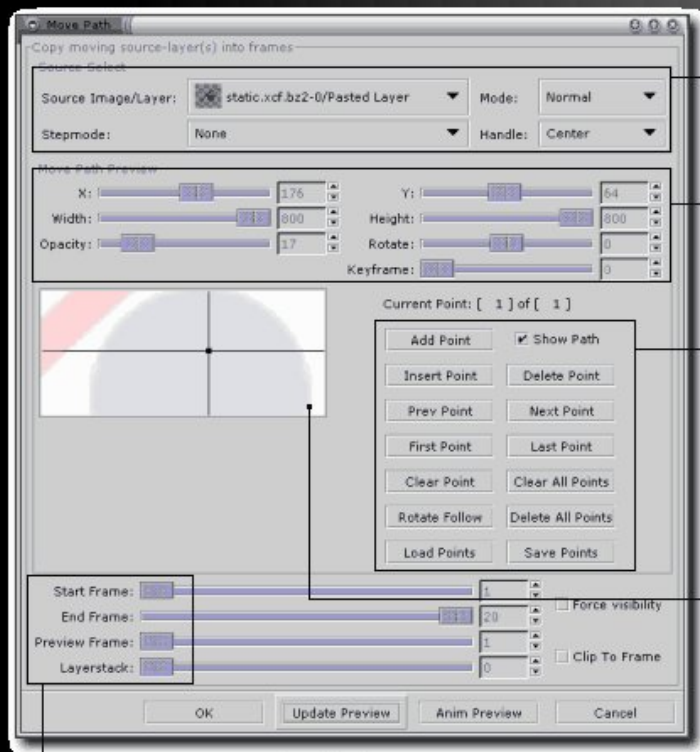 Move Path
Copy moving source-layer(s) into frames
Source Select
Source Image/Layer: static.xcf.bz2-0/Pasted Layer Mode: Normal
Stepmode: None Handle: Center
Move Path Preview
X: 176 Y: 64
Width: 800 Height: 800
Opacity: 17 Rotate: 0
Keyframe: 0
Current Point: [ 1 ] of [ 1 ]
Add Point Show Path
Insert Point Delete Point
Prev Point Next Point
First Point Last Point
Clear Point Clear All Points
Rotate Follow Delete All Points
Load Points Save Points
Start Frame: 1
End Frame: 20 Force visibility
Preview Frame: 1
Layerstack: 0 Clip To Frame
OK Update Preview Anim Preview Cancel